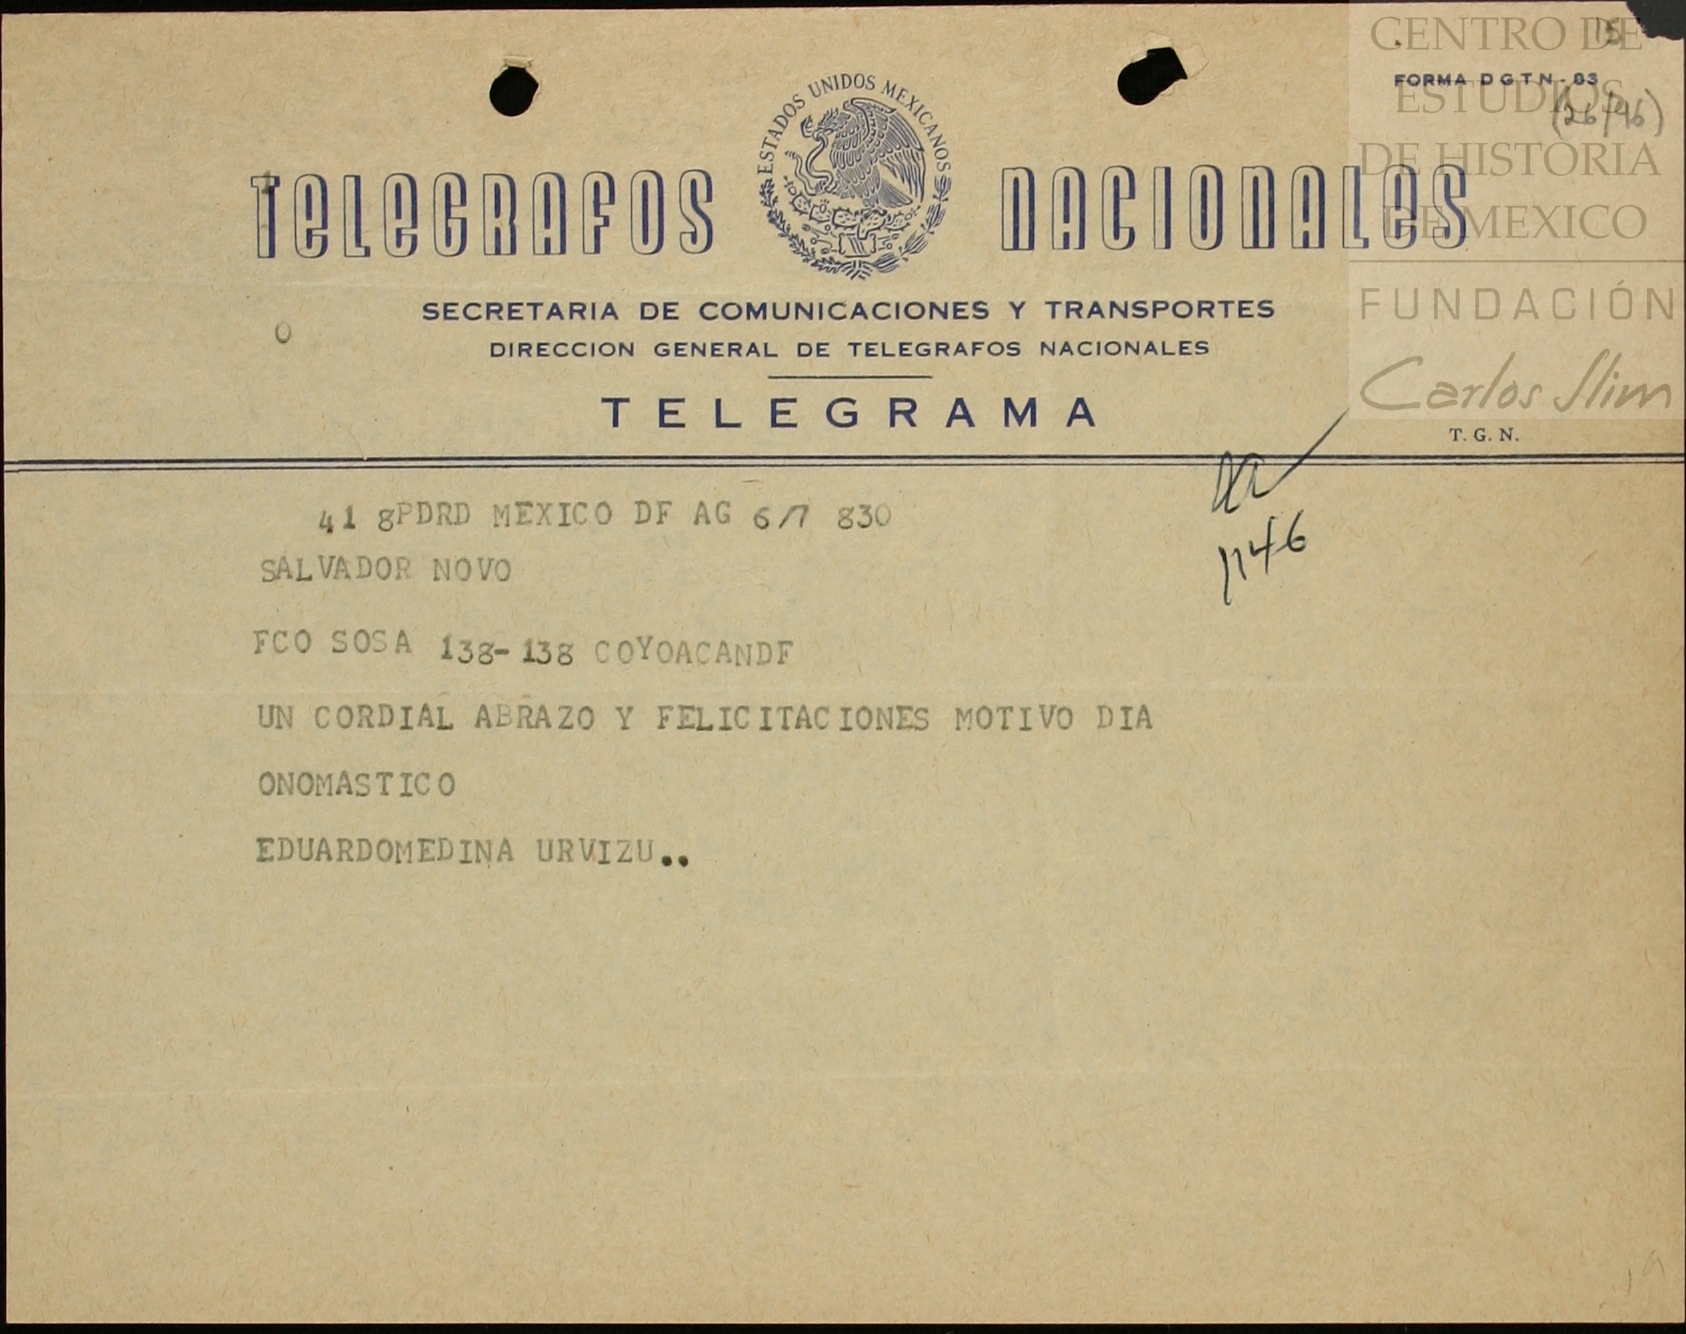 CENTRO DE
ESTUDIOS
DE HISTORIA
DE MEXICO
FUNDACIÓN
Carlos Slim
15
FORMA DGTN-83
(26/96)
ESTADOS UNIDOS MEXICANOS
TELEGRAFOS NACIONALES
SECRETARIA DE COMUNICACIONES Y TRANSPORTES
DIRECCION GENERAL DE TELEGRAFOS NACIONALES
TELEGRAMA
T. G. N.
41 8PDRD MEXICO DF AG 6/7 830
1146
SALVADOR NOVO
FCO SOSA 138-138 COYOACANDF
UN CORDIAL ABRAZO Y FELICITACIONES MOTIVO DIA
ONOMASTICO
EDUARDOMEDINA URVIZU..